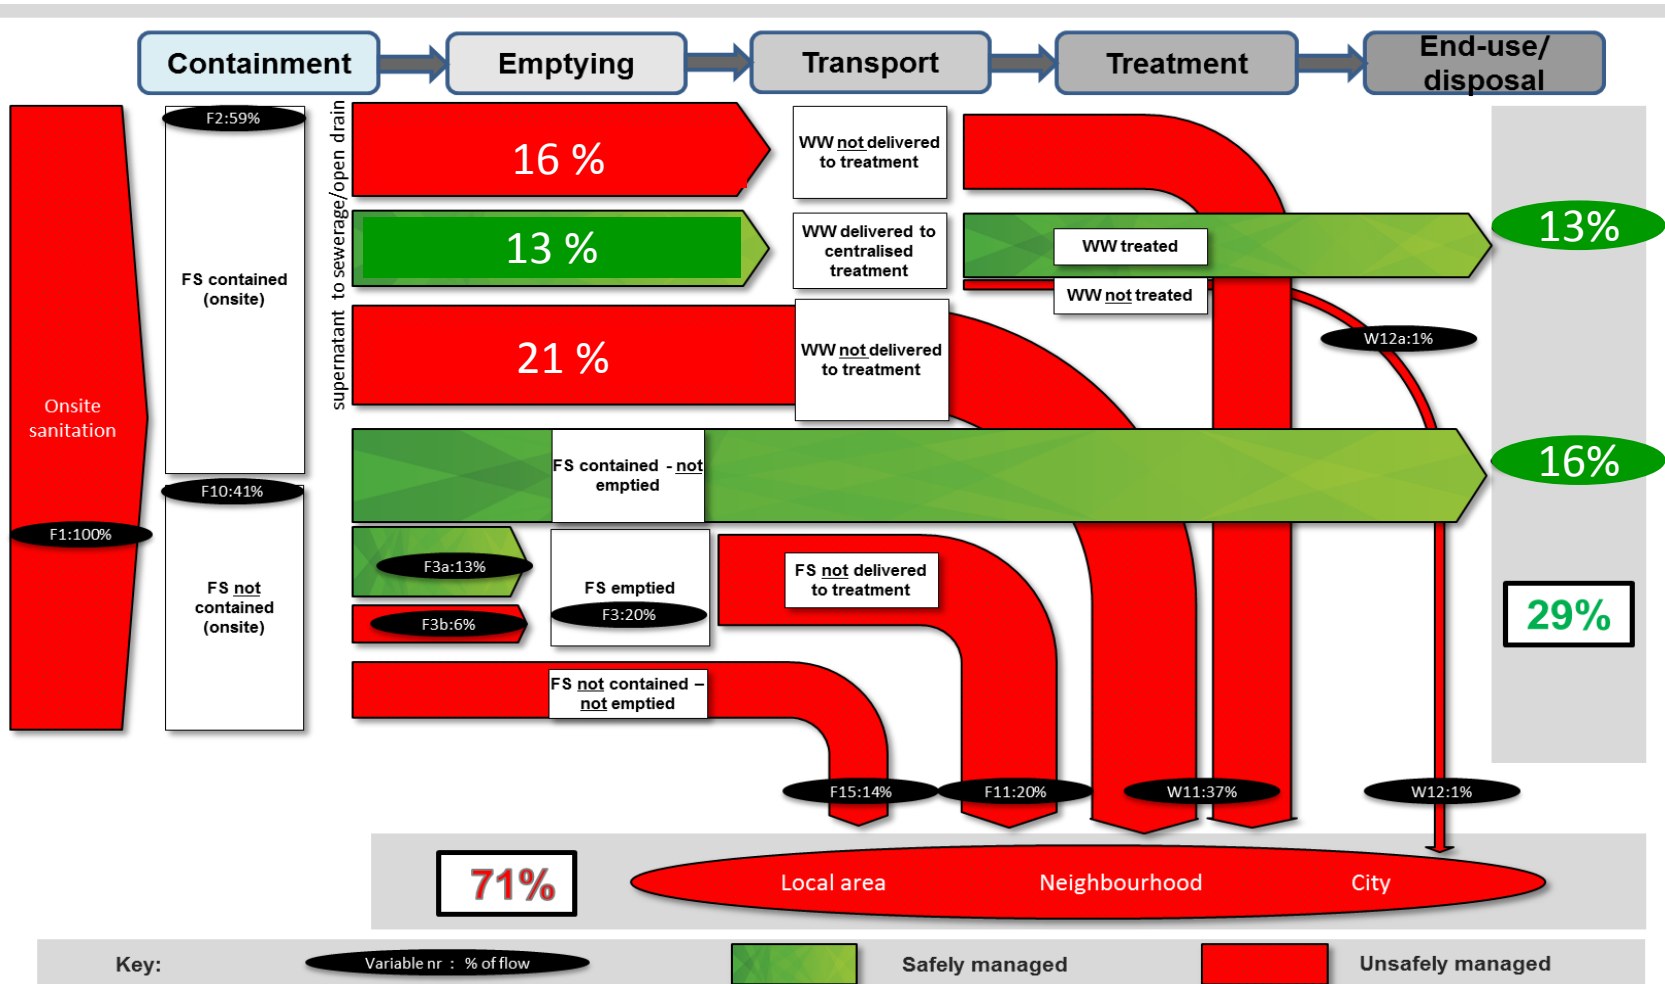 Containment
Emptying
Transport
Treatment
End-use/
disposal
F2:59%
FS contained
(onsite)
F10:41%
FS not
contained
(onsite)
Onsite
sanitation
F1:100%
supernatant to sewerage/open drain
16 %
WW not delivered
to treatment
13 %
WW delivered to
centralised
treatment
WW treated
WW not treated
13%
W12a:1%
21 %
WW not delivered
to treatment
FS contained - not
emptied
16%
F3a:13%
F3b:6%
FS emptied
F3:20%
FS not delivered
to treatment
29%
FS not contained –
not emptied
F15:14%
F11:20%
W11:37%
W12:1%
71%
Local area
Neighbourhood
City
Key:
Variable nr : % of flow
Safely managed
Unsafely managed